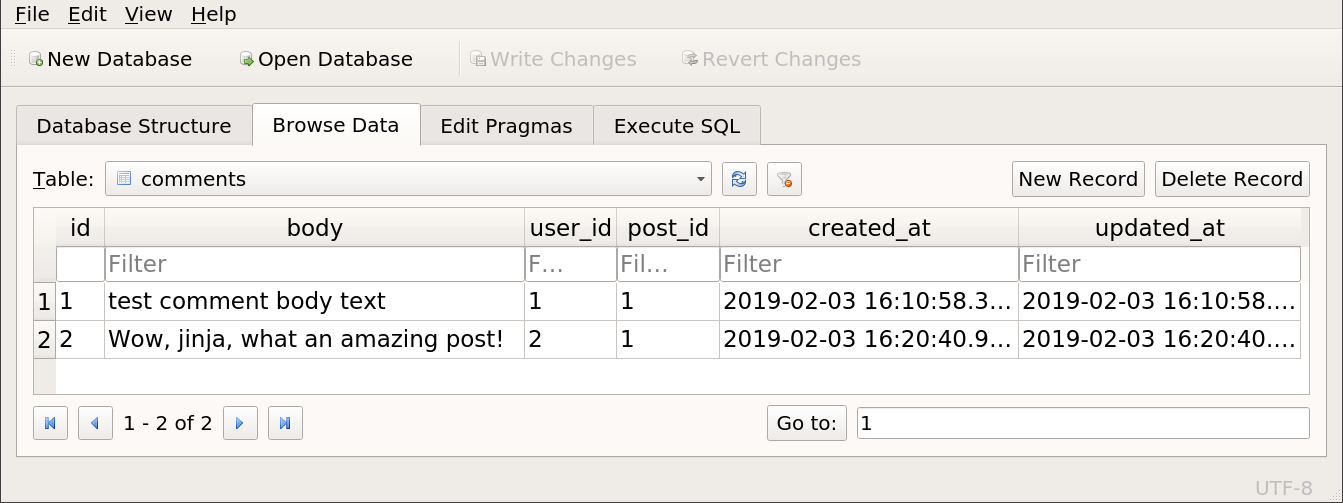 File Edit View Help
New Database Open Database Write Changes Revert Changes
Database Structure Browse Data Edit Pragmas Execute SQL
Table: comments New Record Delete Record
id body user_id post_id created_at updated_at
Filter F... Fil... Filter Filter
1 1 test comment body text 1 1 2019-02-03 16:10:58.3... 2019-02-03 16:10:58....
2 2 Wow, jinja, what an amazing post! 2 1 2019-02-03 16:20:40.9... 2019-02-03 16:20:40....
1 - 2 of 2 Go to: 1
UTF-8